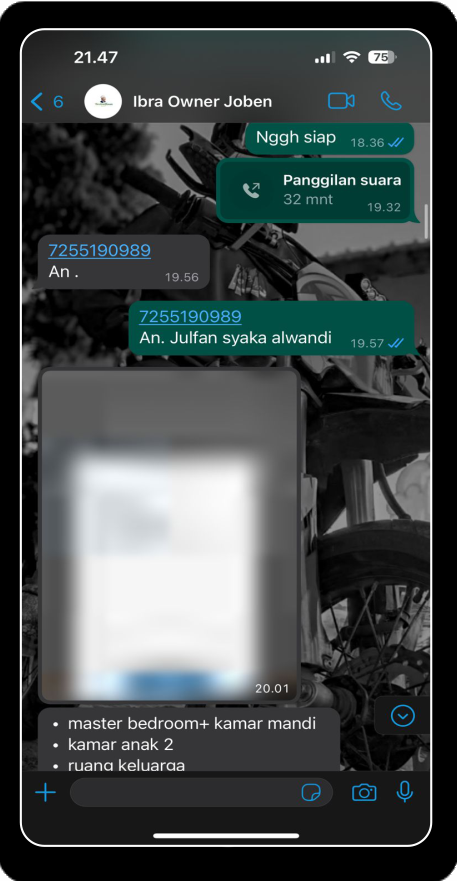 21.47
75
6
Ibra Owner Joben
Nggh siap 18.36
Panggilan suara
32 mnt
19.32
7255190989
An .
19.56
7255190989
An. Julfan syaka alwandi 19.57
20.01
• master bedroom+ kamar mandi
• kamar anak 2
• ruang keluarga